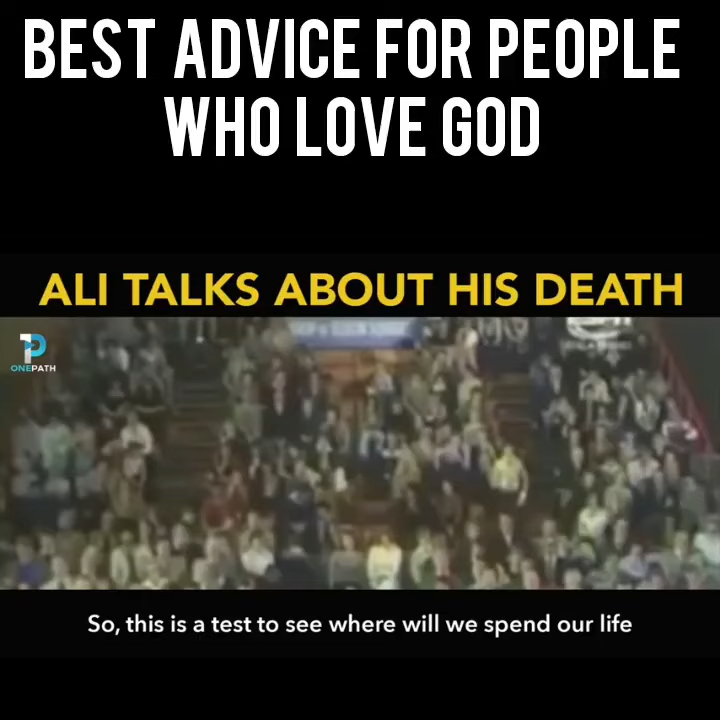 BEST ADVICE FOR PEOPLE
WHO LOVE GOD
ALI TALKS ABOUT HIS DEATH
1P
ONEPATH
So, this is a test to see where will we spend our life